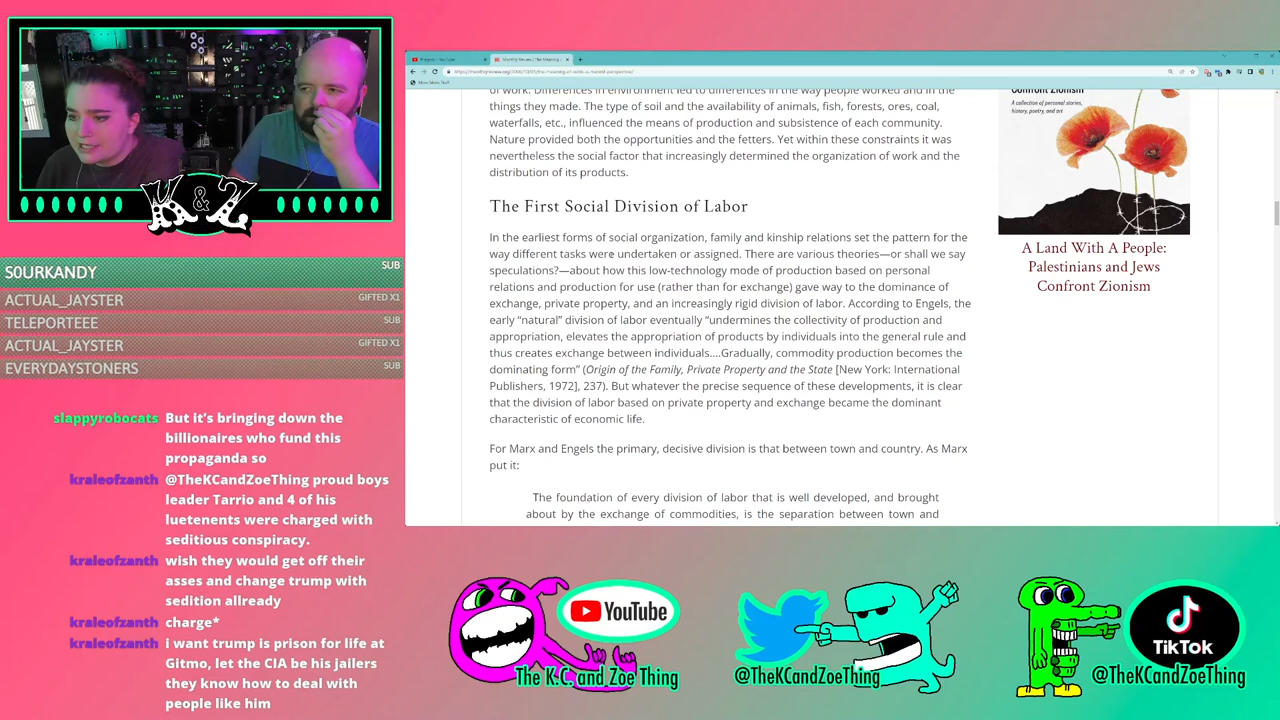 K & Z
S0URKANDY SUB
ACTUAL_JAYSTER GIFTED X1
TELEPORTEEE SUB
ACTUAL_JAYSTER GIFTED X1
EVERYDAYSTONERS SUB
slappyrobocats But it's bringing down the
billionaires who fund this
propaganda so
kraleofzanth @TheKCandZoeThing proud boys
leader Tarrio and 4 of his
luetenents were charged with
seditious conspiracy.
kraleofzanth wish they would get off their
asses and change trump with
sedition allready
kraleofzanth charge*
kraleofzanth i want trump is prison for life at
Gitmo, let the CIA be his jailers
they know how to deal with
people like him
of work. Differences in environment led to differences in the way people worked and in the
things they made. The type of soil and the availability of animals, fish, forests, ores, coal,
waterfalls, etc., influenced the means of production and subsistence of each community.
Nature provided both the opportunities and the fetters. Yet within these constraints it was
nevertheless the social factor that increasingly determined the organization of work and the
distribution of its products.
The First Social Division of Labor
In the earliest forms of social organization, family and kinship relations set the pattern for the
way different tasks were undertaken or assigned. There are various theories—or shall we say
speculations?—about how this low-technology mode of production based on personal
relations and production for use (rather than for exchange) gave way to the dominance of
exchange, private property, and an increasingly rigid division of labor. According to Engels, the
early “natural” division of labor eventually “undermines the collectivity of production and
appropriation, elevates the appropriation of products by individuals into the general rule and
thus creates exchange between individuals….Gradually, commodity production becomes the
dominating form” (Origin of the Family, Private Property and the State [New York: International
Publishers, 1972], 237). But whatever the precise sequence of these developments, it is clear
that the division of labor based on private property and exchange became the dominant
characteristic of economic life.
For Marx and Engels the primary, decisive division is that between town and country. As Marx
put it:
The foundation of every division of labor that is well developed, and brought
about by the exchange of commodities, is the separation between town and
Confront Zionism
A collection of personal stories,
history, poetry, and art
A Land With A People:
Palestinians and Jews
Confront Zionism
YouTube
The K.C. and Zoe Thing
@TheKCandZoeThing
TikTok
@TheKCandZoeThing